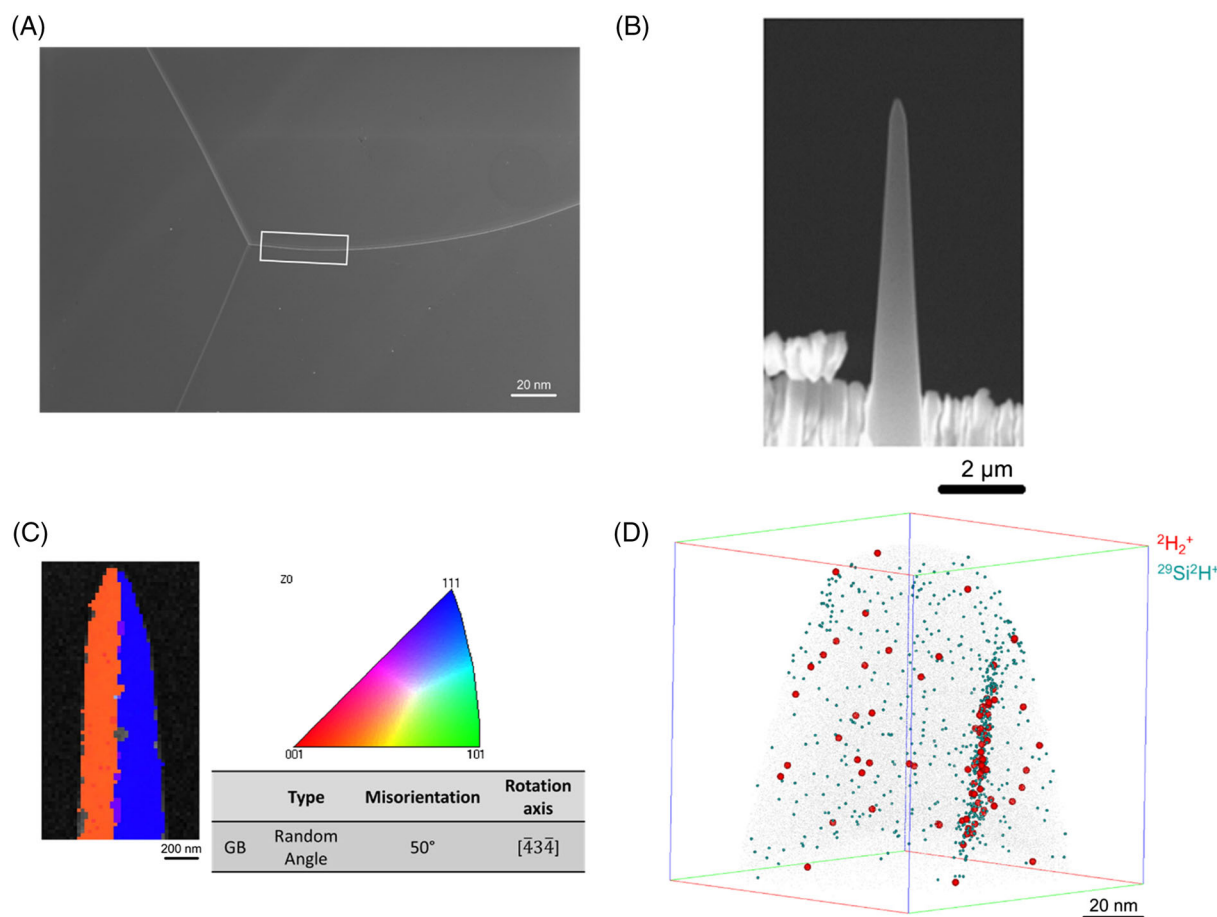 (A)
20 nm
(B)
2 μm
(C)
Z0
111
001
101
200 nm
Type Misorientation Rotation axis
GB Random Angle 50° [4̅34̅]
(D)
²H₂⁺
²⁹Si²H⁺
20 nm